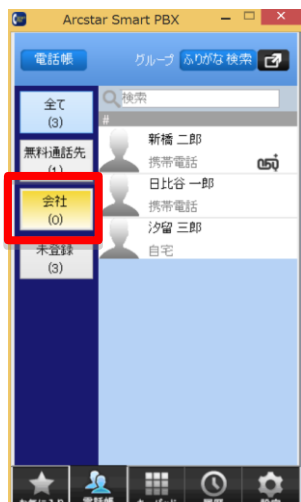 Arcstar Smart PBX
電話帳
グループ
ふりがな検索
検索
全て
(3)
無料通話先
(1)
会社
(0)
未登録
(3)
#
新橋 二郎
携帯電話
050
日比谷 一郎
携帯電話
汐留 三郎
自宅